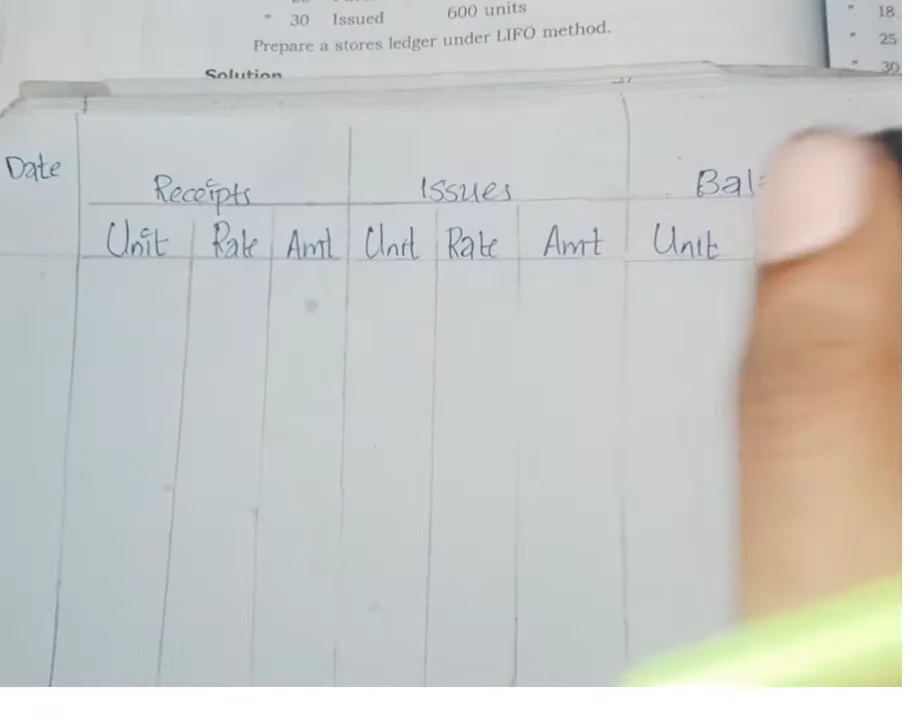 " 30 Issued 600 units
Prepare a stores ledger under LIFO method.
Solution
" 18
" 25
" 30
Date Receipts Issues Bal
Unit Rate Amt Unit Rate Amt Unit